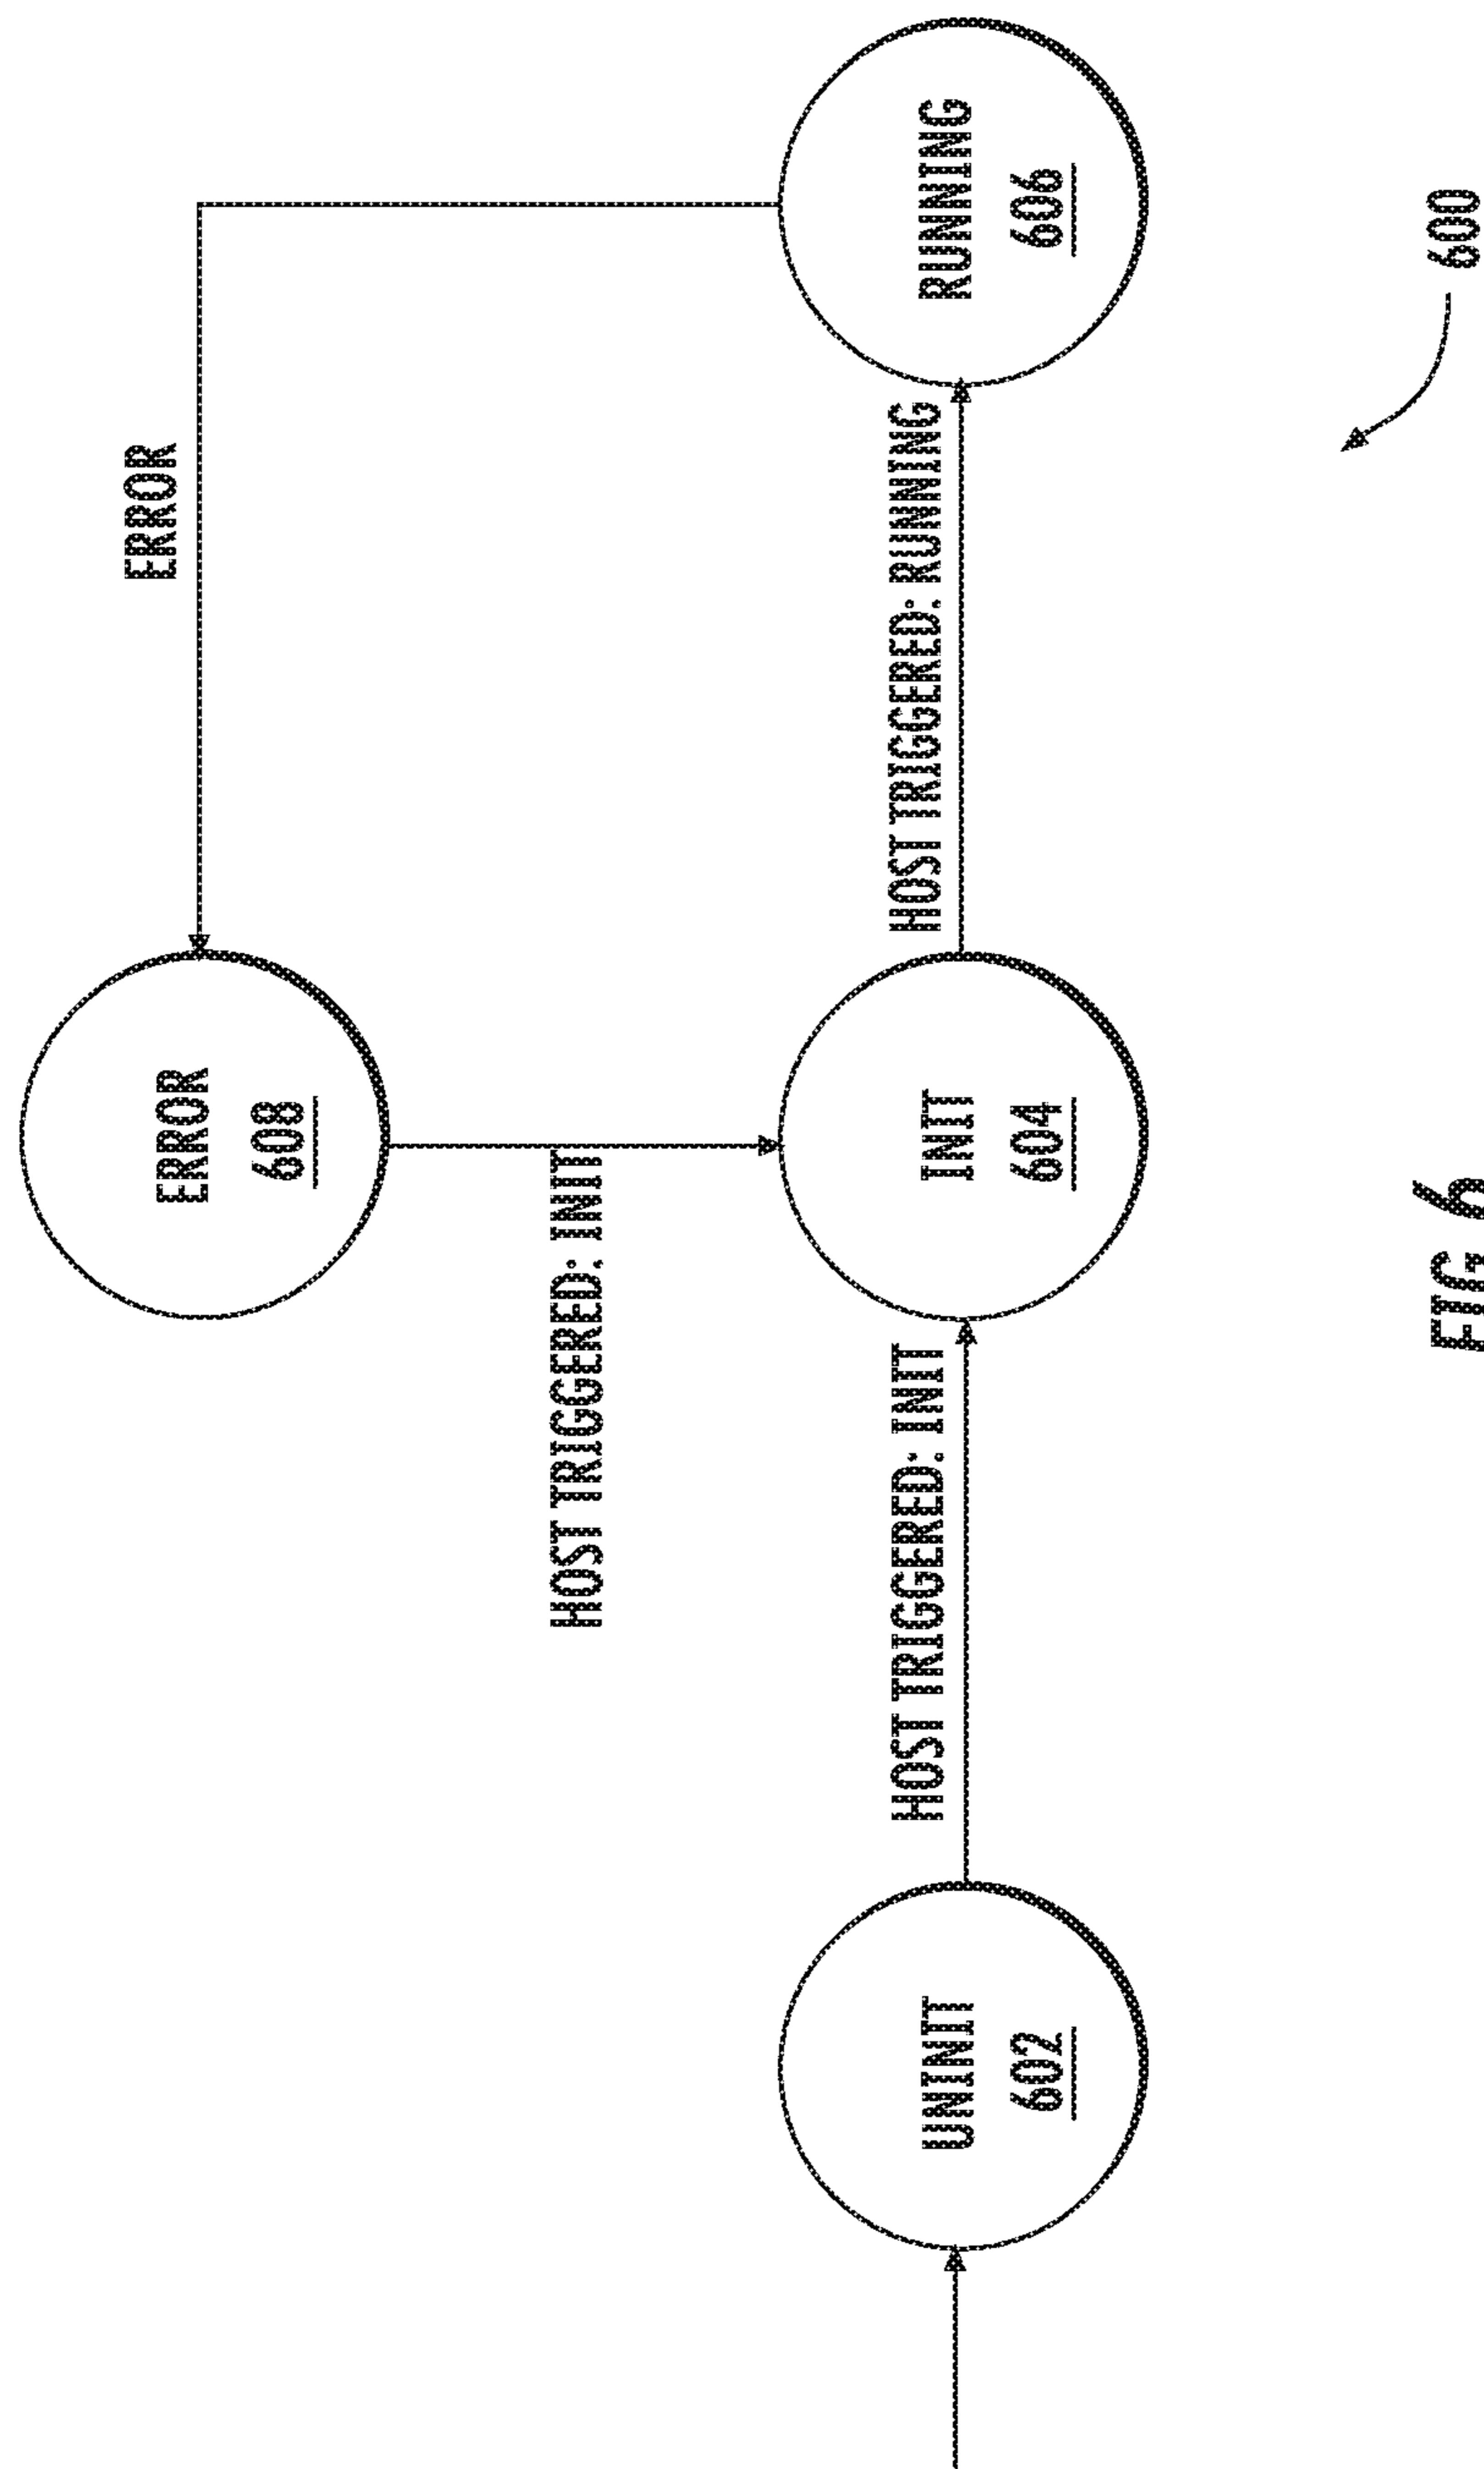 ERROR
ERROR
608
HOST TRIGGERED: INIT
HOST TRIGGERED: INIT
HOST TRIGGERED: RUNNING
UNINIT
602
INIT
604
RUNNING
606
600
FIG. 6